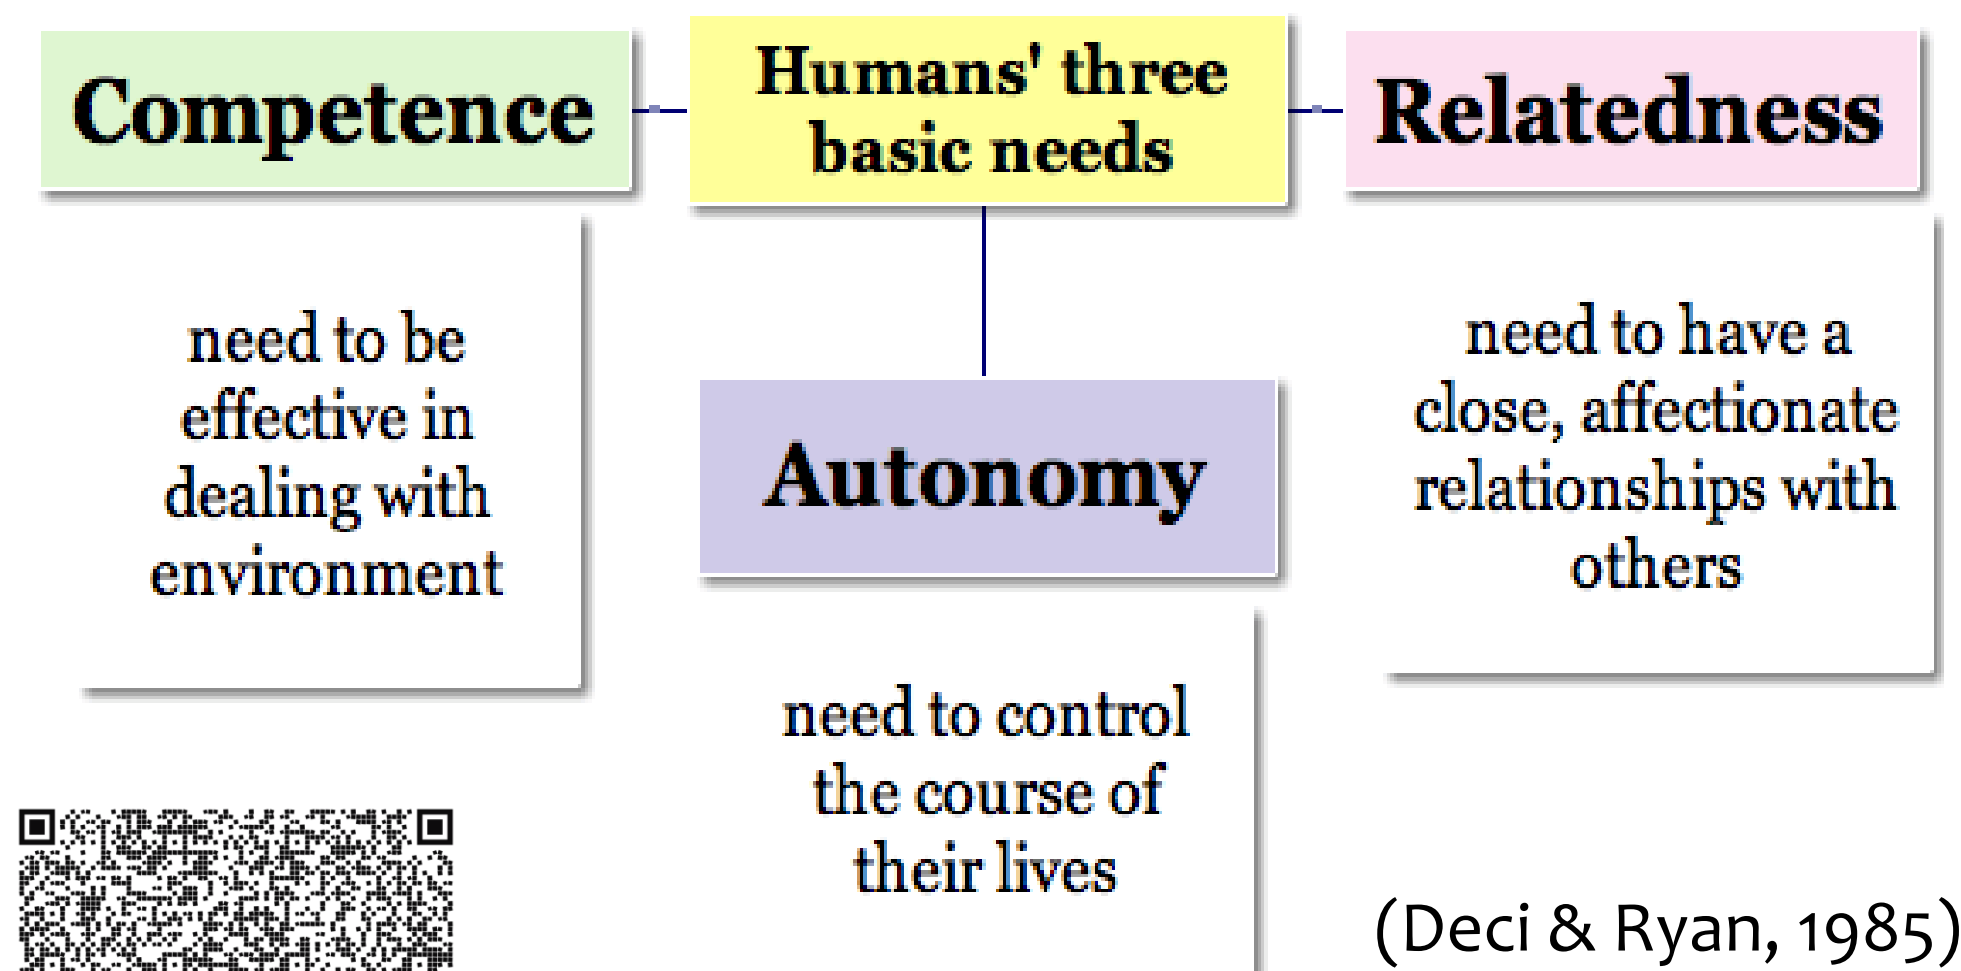 Competence
Humans' three
basic needs
Relatedness
need to be
effective in
dealing with
environment
Autonomy
need to have a
close, affectionate
relationships with
others
need to control
the course of
their lives
(Deci & Ryan, 1985)